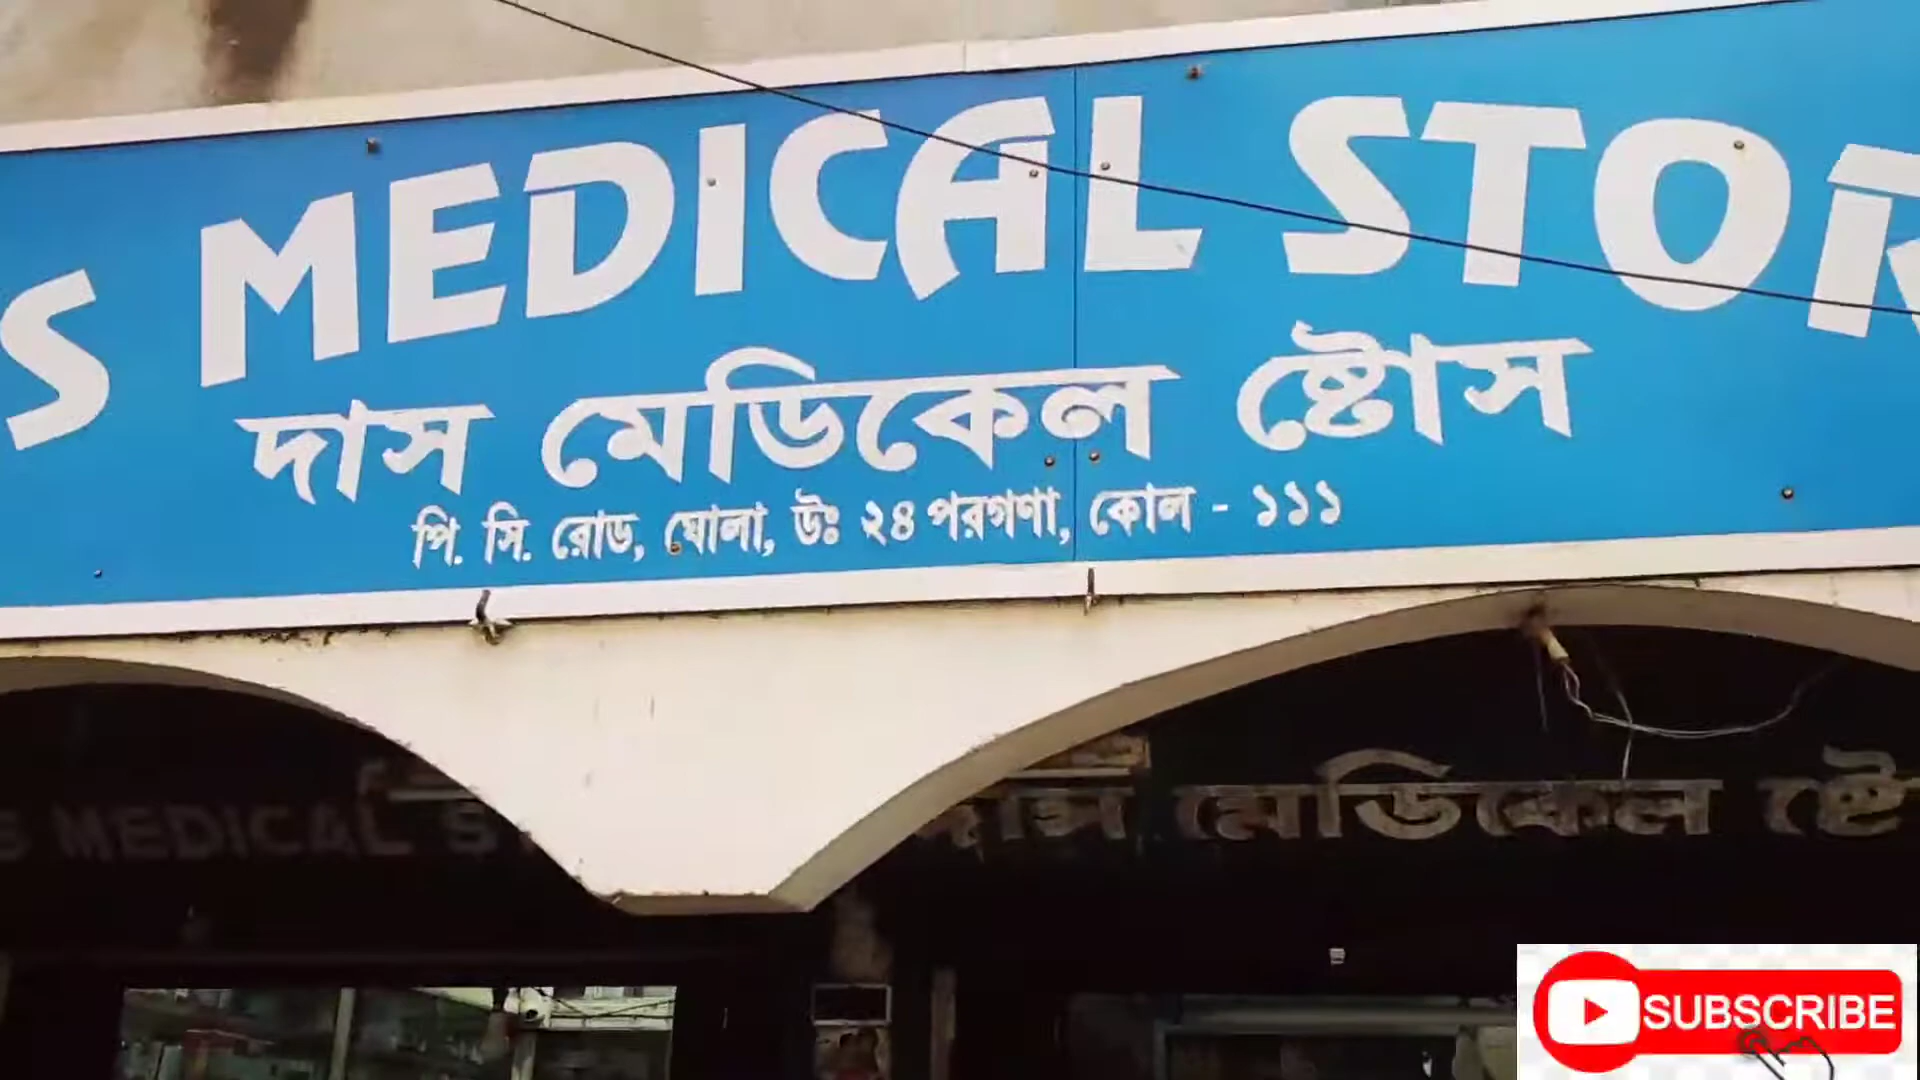 S MEDICAL STOR
দাস মেডিকেল ষ্টোস
পি. সি. রোড, ঘোলা, উঃ ২৪ পরগণা, কোল - ১১১
S MEDICAL S
দাস মেডিকেল ষ্টো
SUBSCRIBE